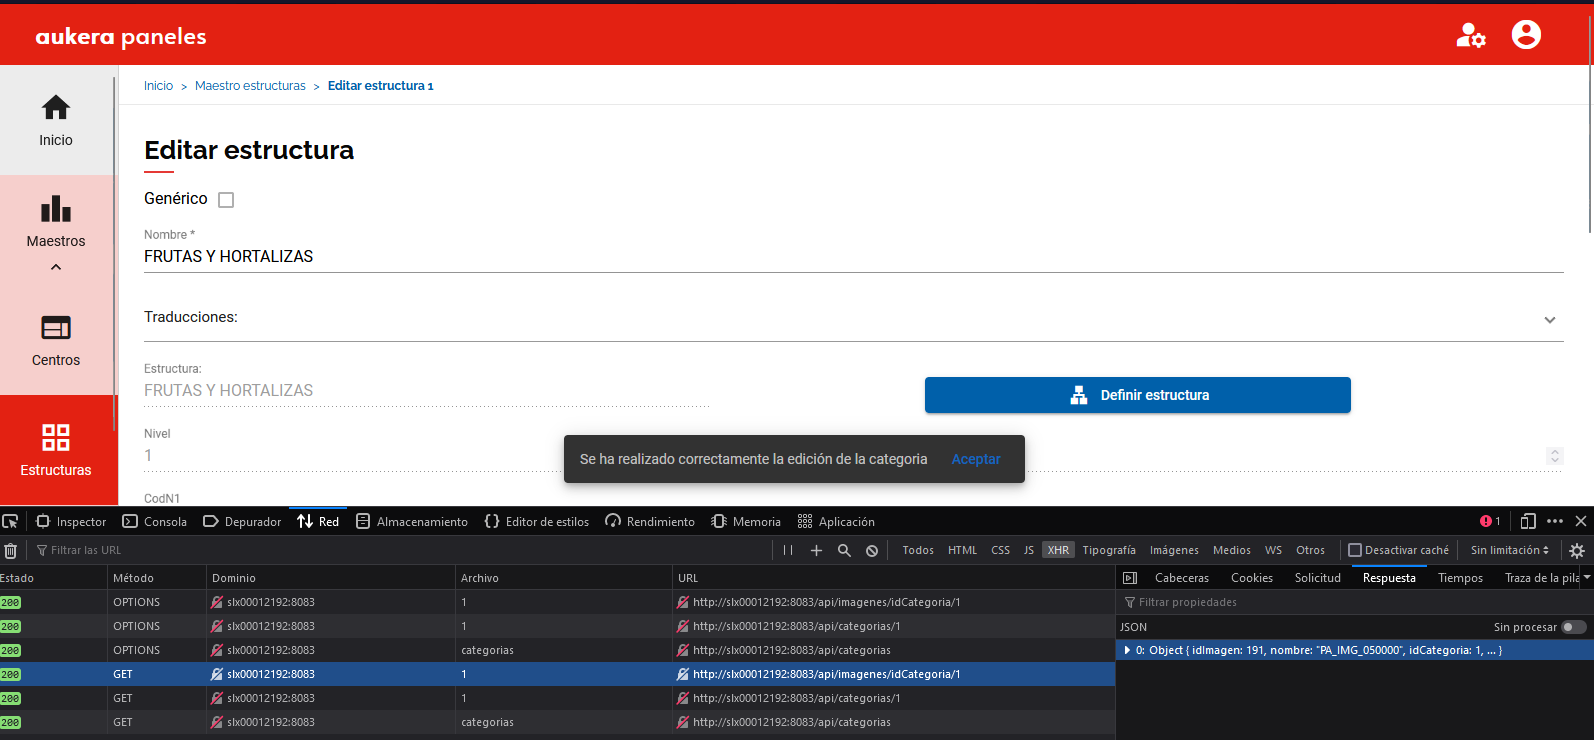 aukera paneles
Inicio > Maestro estructuras > Editar estructura 1
Inicio
Maestros
Centros
Estructuras
Editar estructura
Genérico
Nombre *
FRUTAS Y HORTALIZAS
Traducciones:
Estructura:
FRUTAS Y HORTALIZAS
Definir estructura
Nivel
1
Se ha realizado correctamente la edición de la categoria Aceptar
CodN1
Inspector Consola Depurador Red Almacenamiento Editor de estilos Rendimiento Memoria Aplicación 1
Filtrar las URL Todos HTML CSS JS XHR Tipografía Imágenes Medios WS Otros Desactivar caché Sin limitación
Estado Método Dominio Archivo URL
200 OPTIONS slx00012192:8083 1 http://slx00012192:8083/api/imagenes/idCategoria/1
200 OPTIONS slx00012192:8083 1 http://slx00012192:8083/api/categorias/1
200 OPTIONS slx00012192:8083 categorias http://slx00012192:8083/api/categorias
200 GET slx00012192:8083 1 http://slx00012192:8083/api/imagenes/idCategoria/1
200 GET slx00012192:8083 1 http://slx00012192:8083/api/categorias/1
200 GET slx00012192:8083 categorias http://slx00012192:8083/api/categorias
Cabeceras Cookies Solicitud Respuesta Tiempos Traza de la pila
Filtrar propiedades
JSON Sin procesar
0: Object { idImagen: 191, nombre: "PA_IMG_050000", idCategoria: 1, ... }